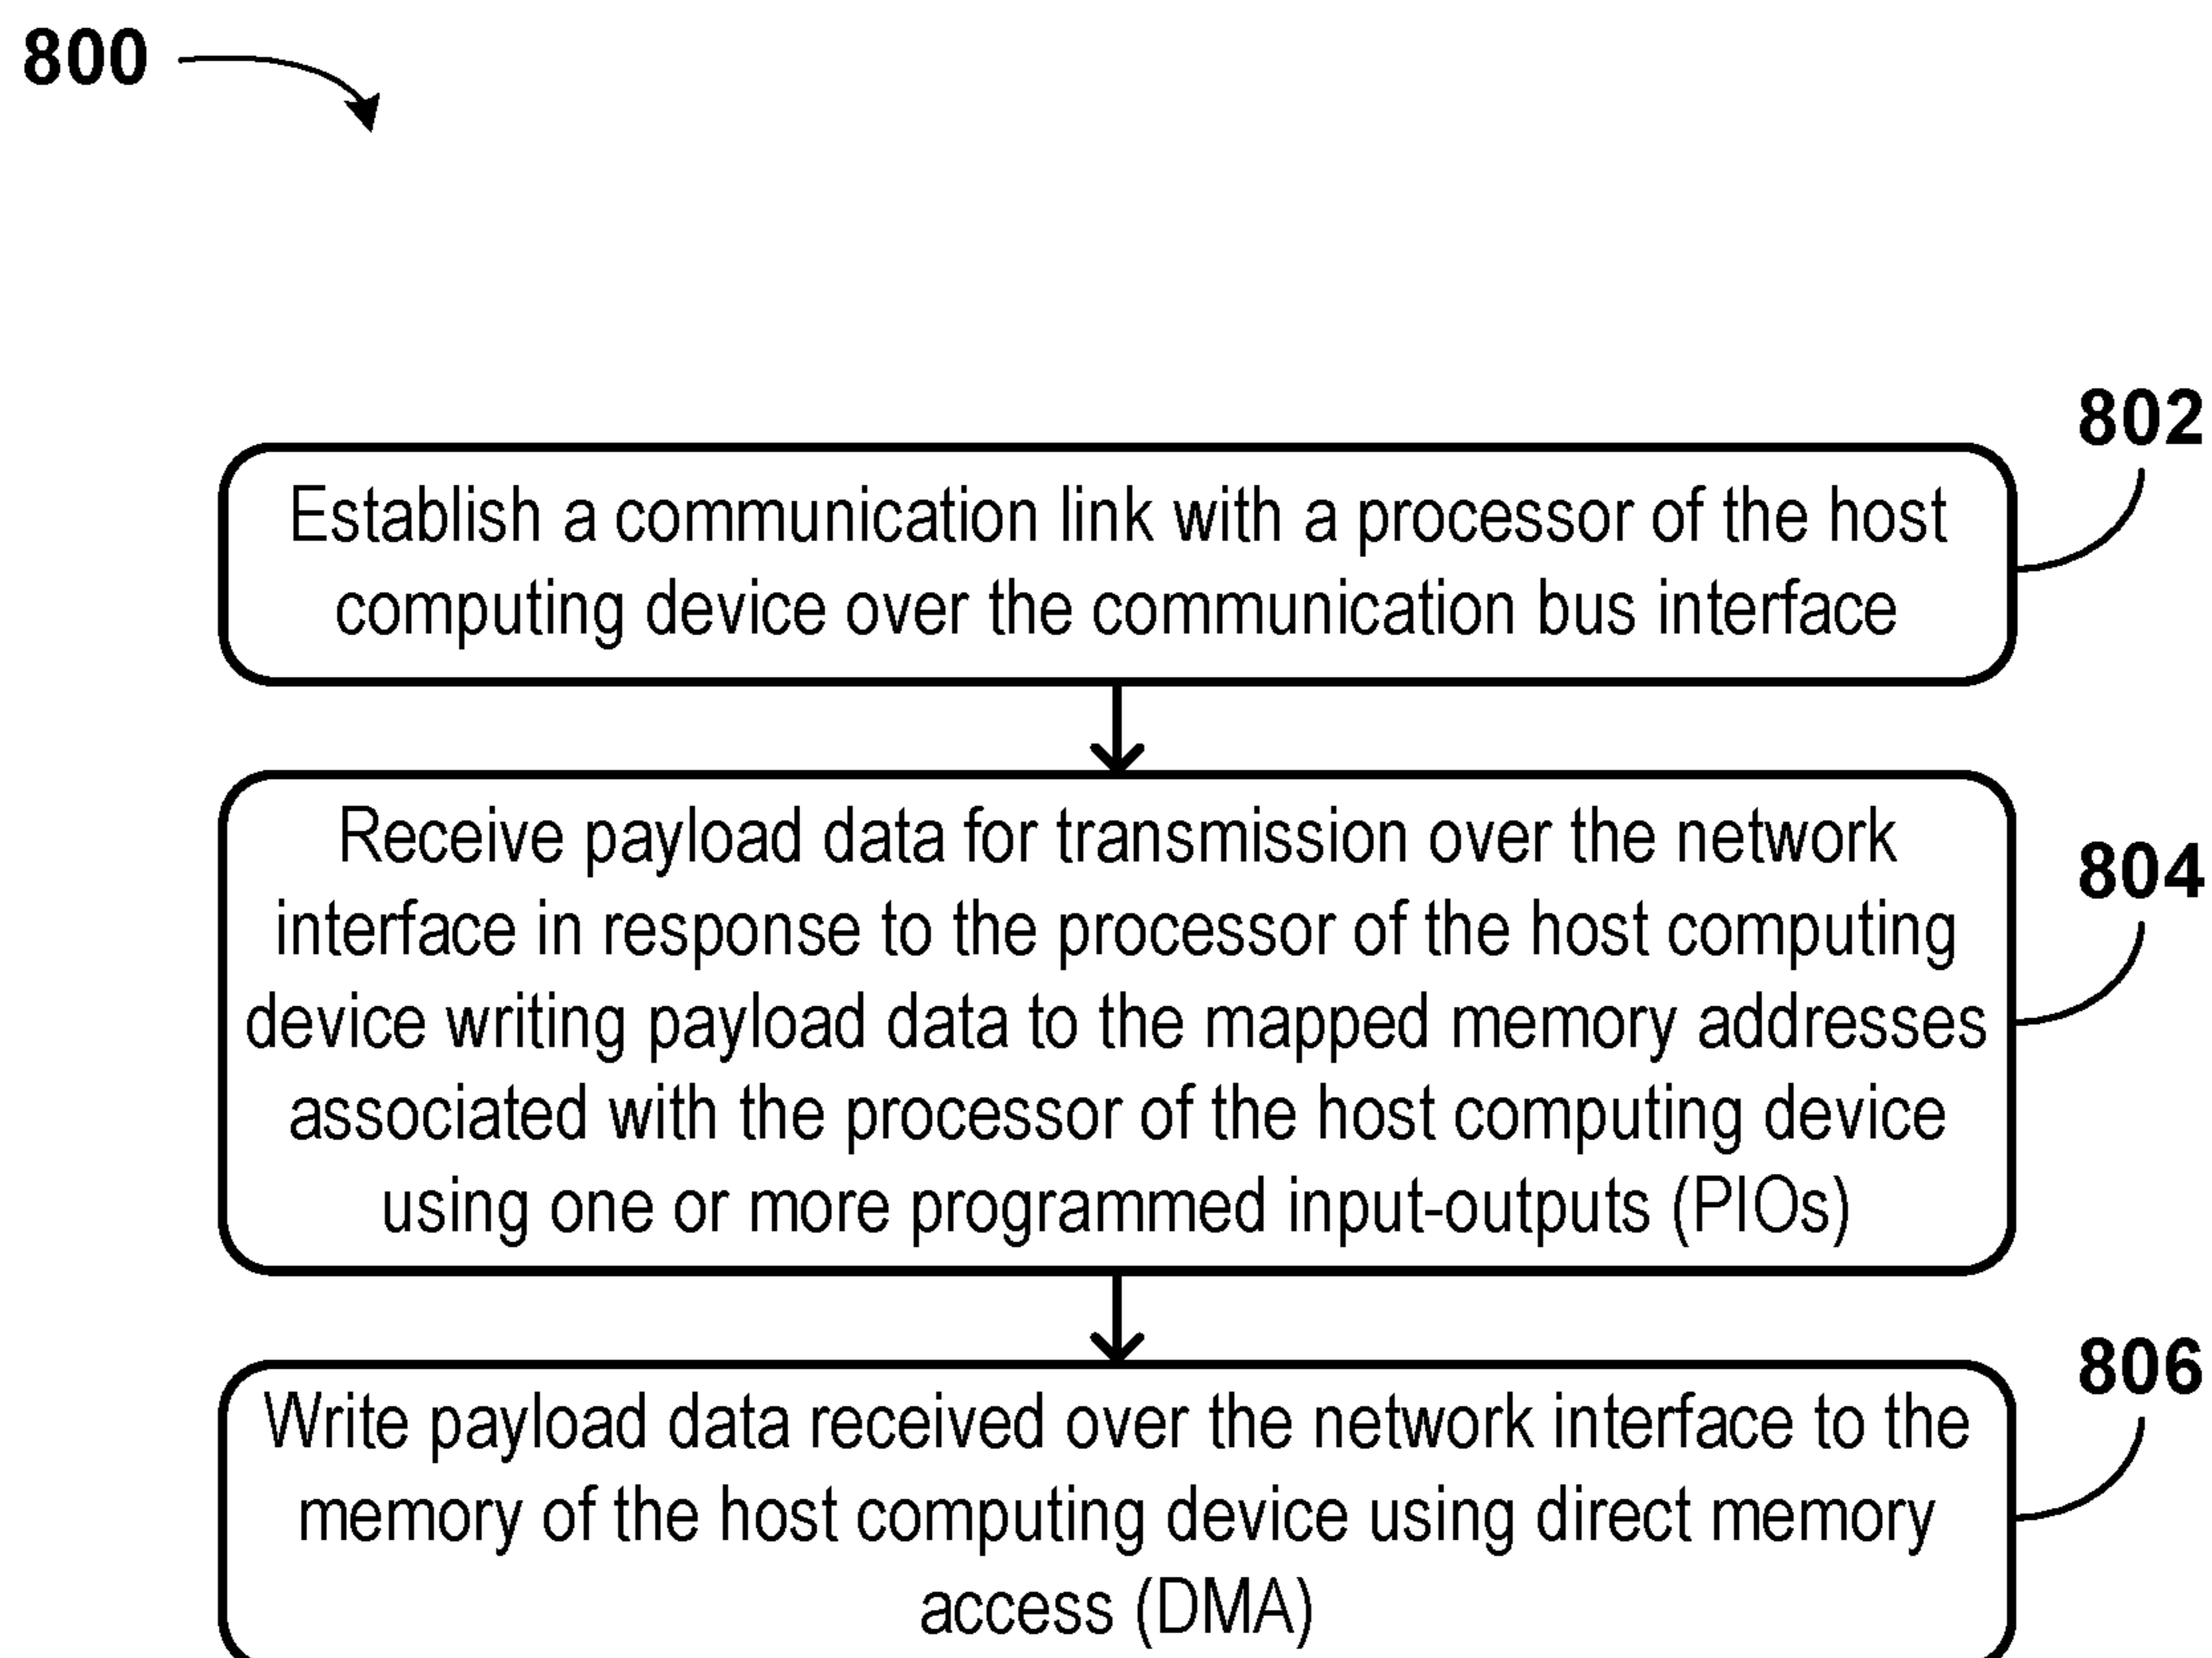 800
802
Establish a communication link with a processor of the host
computing device over the communication bus interface
Receive payload data for transmission over the network
interface in response to the processor of the host computing
device writing payload data to the mapped memory addresses
associated with the processor of the host computing device
using one or more programmed input-outputs (PIOs)
804
Write payload data received over the network interface to the
memory of the host computing device using direct memory
access (DMA)
806